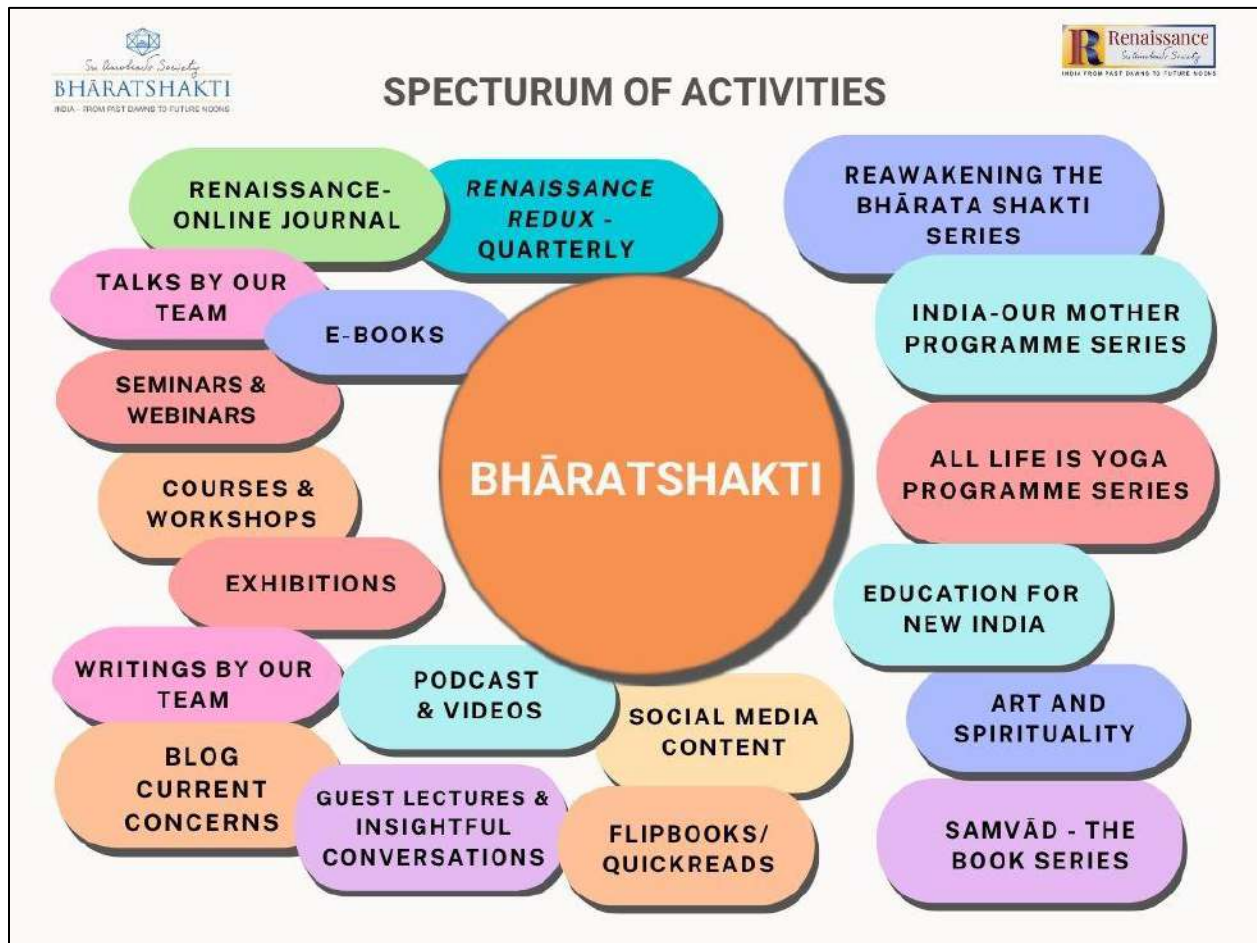 Sri Aurobindo Society
BHĀRATSHAKTI
INDIA - FROM PAST DAWNS TO FUTURE NOONS
Renaissance
Sri Aurobindo Society
INDIA FROM PAST DAWNS TO FUTURE NOONS
SPECTURUM OF ACTIVITIES
RENAISSANCE-
ONLINE JOURNAL
RENAISSANCE
REDUX -
QUARTERLY
REAWAKENING THE
BHĀRATA SHAKTI
SERIES
TALKS BY OUR
TEAM
E-BOOKS
INDIA-OUR MOTHER
PROGRAMME SERIES
SEMINARS &
WEBINARS
BHĀRATSHAKTI
ALL LIFE IS YOGA
PROGRAMME SERIES
COURSES &
WORKSHOPS
EXHIBITIONS
EDUCATION FOR
NEW INDIA
WRITINGS BY OUR
TEAM
PODCAST
& VIDEOS
SOCIAL MEDIA
CONTENT
ART AND
SPIRITUALITY
BLOG
CURRENT
CONCERNS
GUEST LECTURES &
INSIGHTFUL
CONVERSATIONS
FLIPBOOKS/
QUICKREADS
SAMVĀD - THE
BOOK SERIES